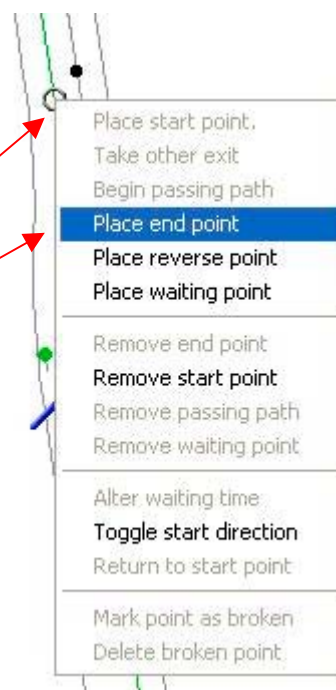 Place start point.
Take other exit
Begin passing path
Place end point
Place reverse point
Place waiting point
Remove end point
Remove start point
Remove passing path
Remove waiting point
Alter waiting time
Toggle start direction
Return to start point
Mark point as broken
Delete broken point